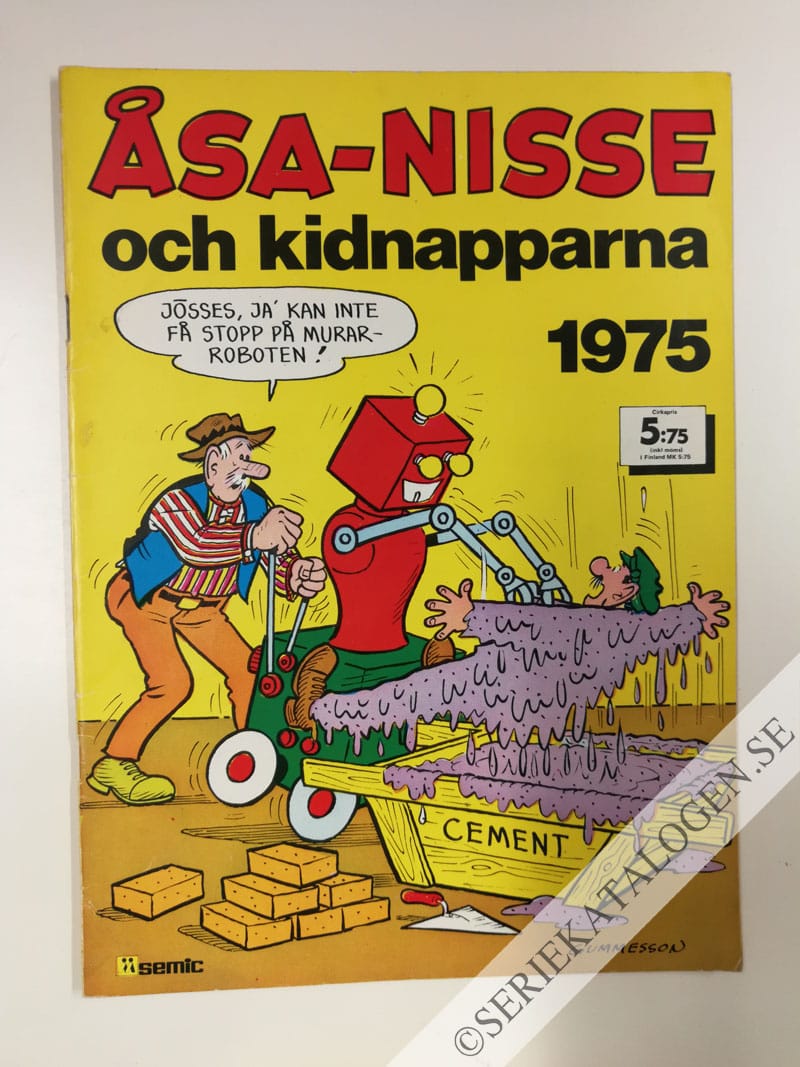 ÅSA-NISSE
och kidnapparna
1975
JÖSSES, JA' KAN INTE
FÅ STOPP PÅ MURAR-
ROBOTEN!
Cirkapris
5:75
(inkl moms)
I Finland MK 5:75
CEMENT
semic
GUMMESSON
©SERIEKATALOGEN.SE